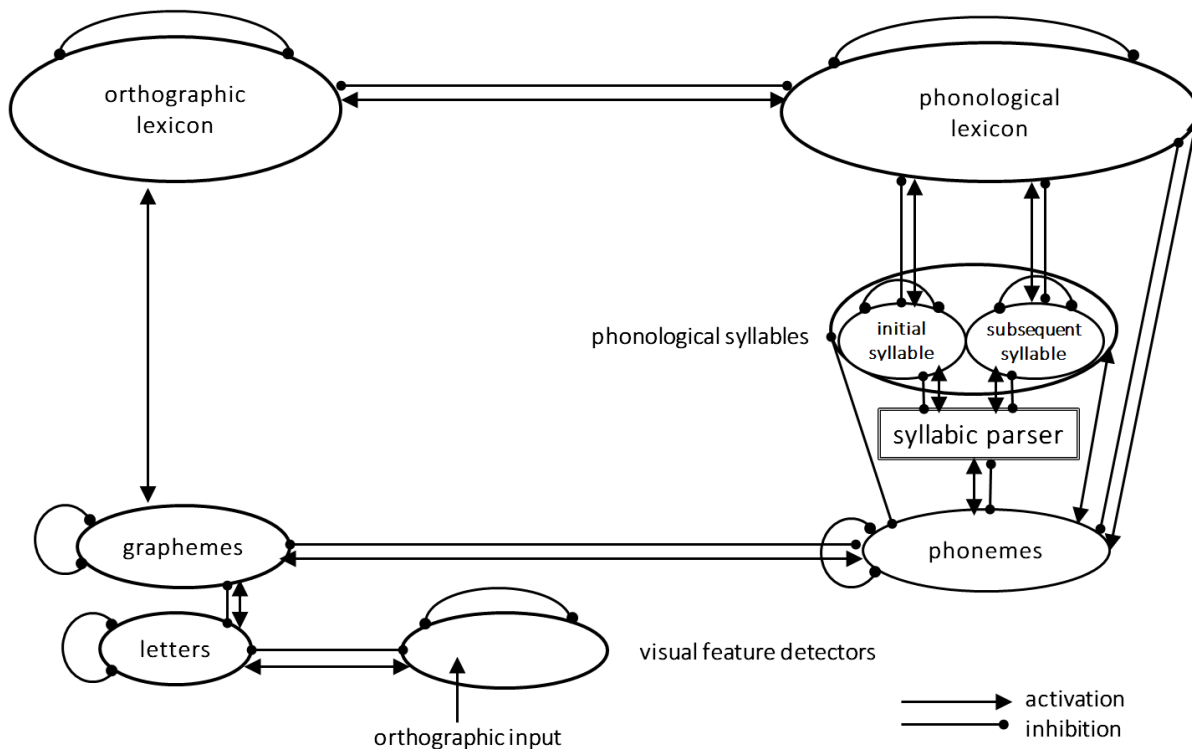 orthographic
lexicon
phonological
lexicon
phonological syllables
initial
syllable
subsequent
syllable
syllabic parser
graphemes
phonemes
letters
visual feature detectors
orthographic input
activation
inhibition